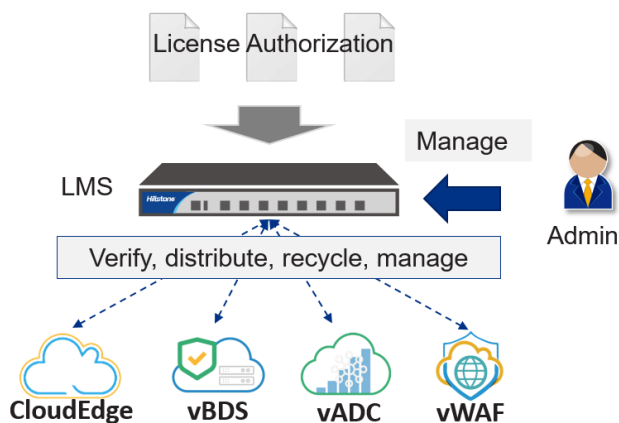 License Authorization
Manage
LMS
Hillstone
Admin
Verify, distribute, recycle, manage
CloudEdge
vBDS
vADC
vWAF